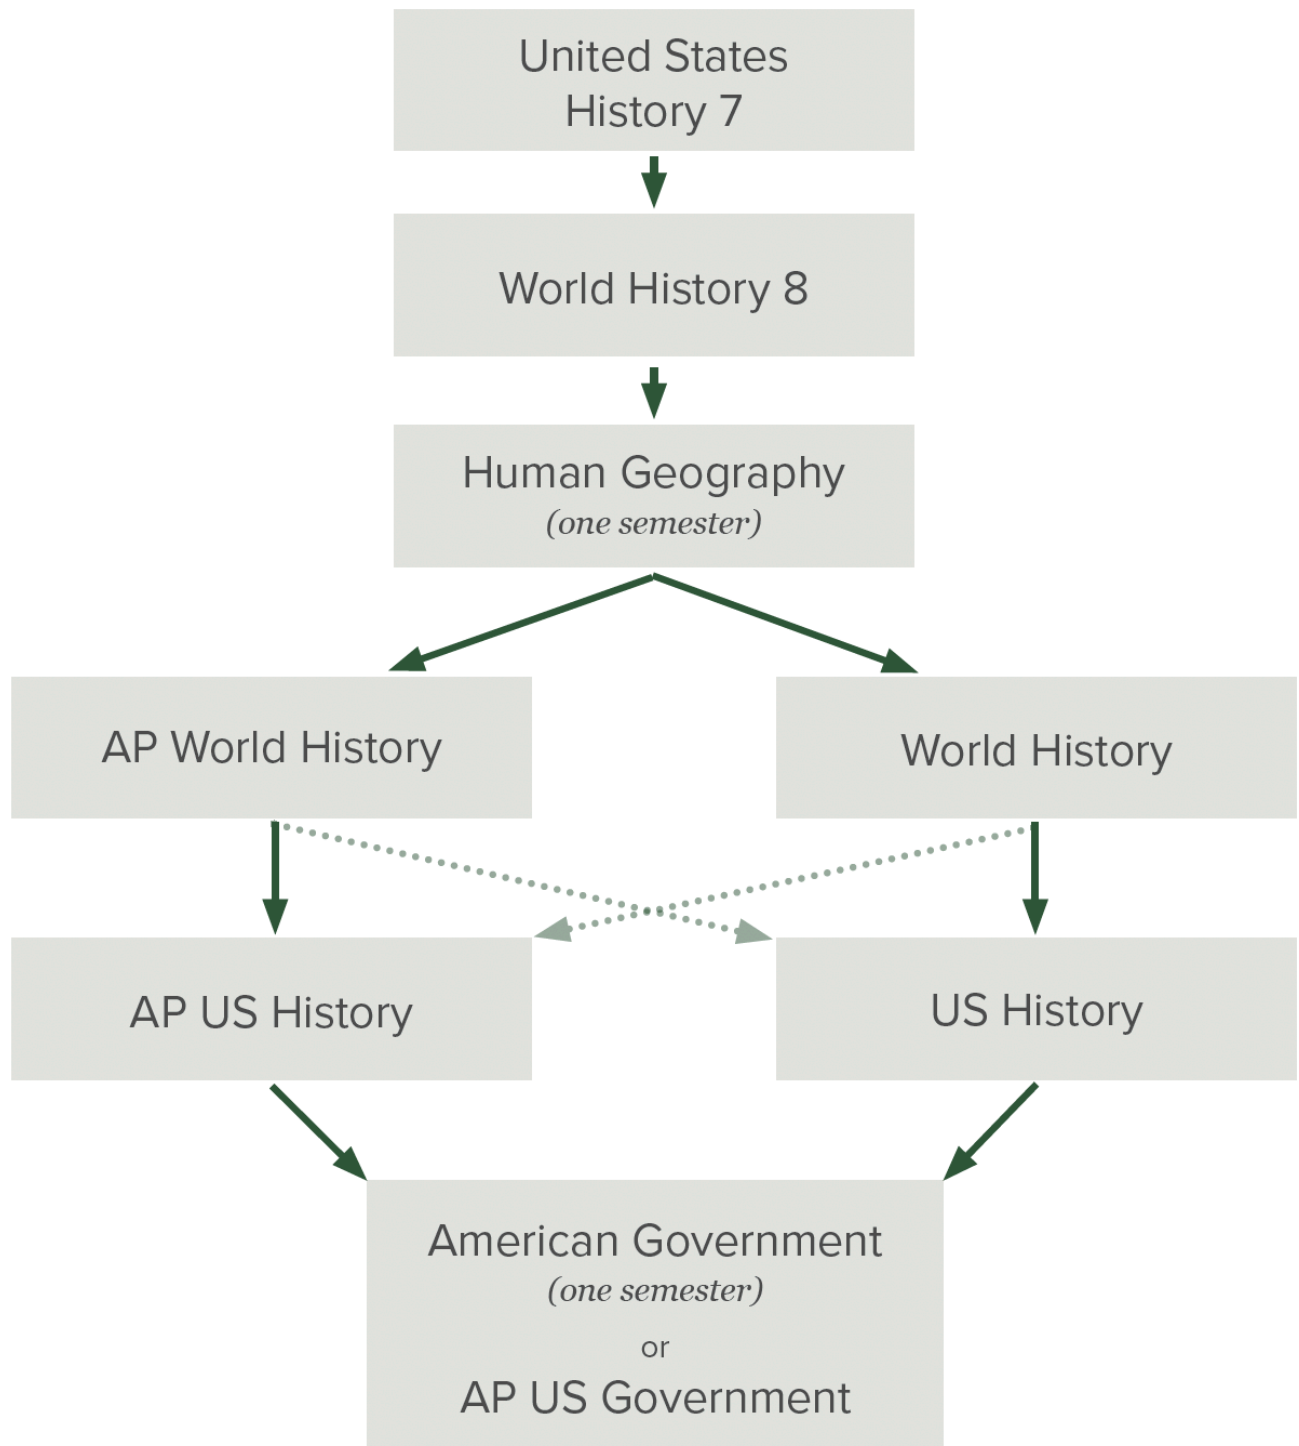 United States
History 7
World History 8
Human Geography
(one semester)
AP World History
World History
AP US History
US History
American Government
(one semester)
or
AP US Government